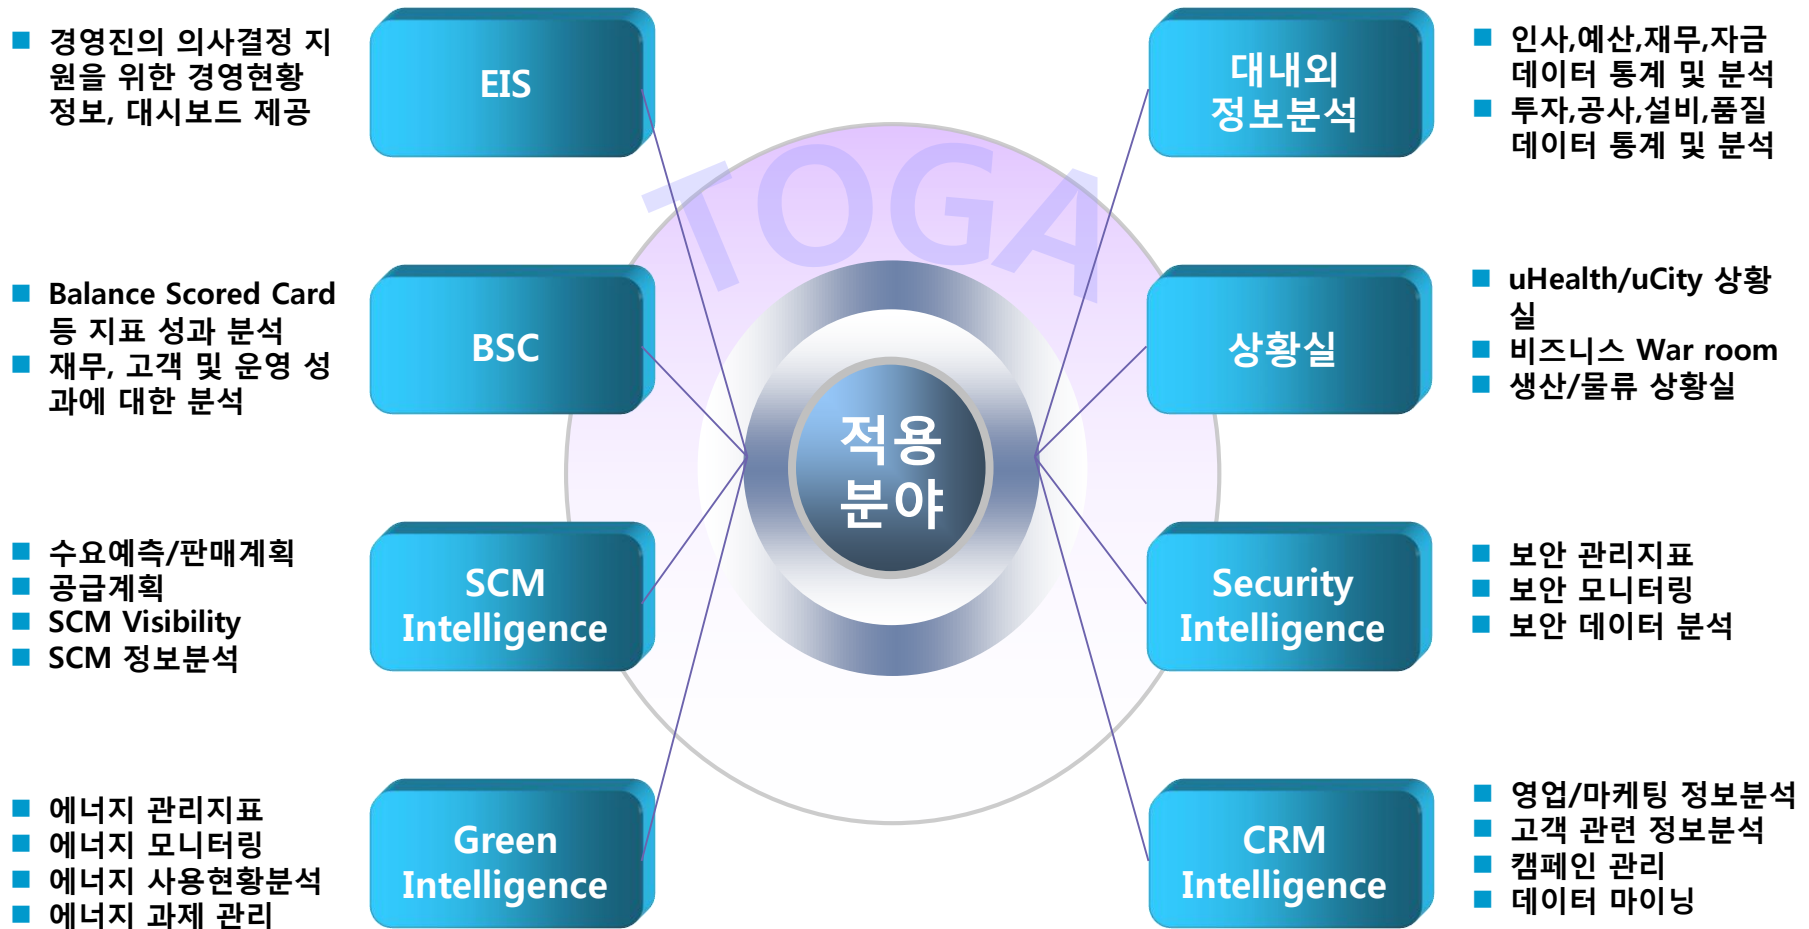 경영진의 의사결정 지
원을 위한 경영현황
정보, 대시보드 제공
EIS
Balance Scored Card
등 지표 성과 분석
재무, 고객 및 운영 성
과에 대한 분석
BSC
수요예측/판매계획
공급계획
SCM Visibility
SCM 정보분석
SCM
Intelligence
에너지 관리지표
에너지 모니터링
에너지 사용현황분석
에너지 과제 관리
Green
Intelligence
TOGA
적용
분야
대내외
정보분석
인사,예산,재무,자금
데이터 통계 및 분석
투자,공사,설비,품질
데이터 통계 및 분석
상황실
uHealth/uCity 상황
실
비즈니스 War room
생산/물류 상황실
Security
Intelligence
보안 관리지표
보안 모니터링
보안 데이터 분석
CRM
Intelligence
영업/마케팅 정보분석
고객 관련 정보분석
캠페인 관리
데이터 마이닝